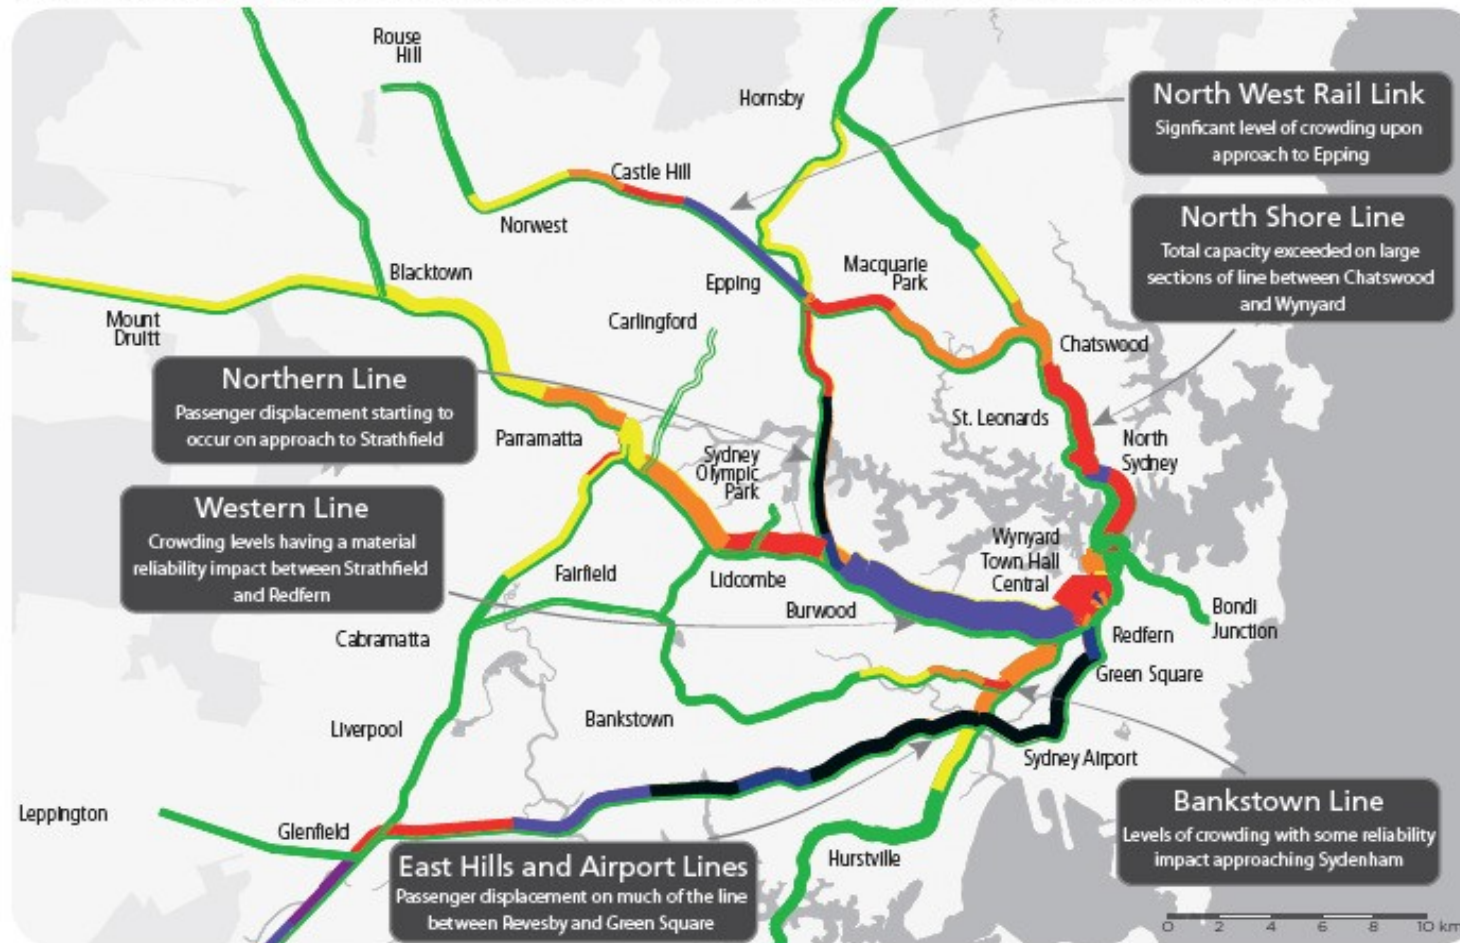 Rouse
Hill
Hornsby
North West Rail Link
Signficant level of crowding upon
approach to Epping
Castle Hill
Norwest
North Shore Line
Total capacity exceeded on large
sections of line between Chatswood
and Wynyard
Blacktown
Macquarie
Park
Epping
Carlingford
Mount
Druitt
Chatswood
Northern Line
Passenger displacement starting to
occur on approach to Strathfield
Parramatta
St. Leonards
North
Sydney
Sydney
Olympic
Park
Western Line
Crowding levels having a material
reliability impact between Strathfield
and Redfern
Wynyard
Town Hall
Central
Fairfield
Lidcombe
Burwood
Bondi
Junction
Cabramatta
Redfern
Green Square
Bankstown
Liverpool
Sydney Airport
Leppington
Glenfield
Bankstown Line
Levels of crowding with some reliability
impact approaching Sydenham
Hurstville
East Hills and Airport Lines
Passenger displacement on much of the line
between Revesby and Green Square
0 2 4 6 8 10 km